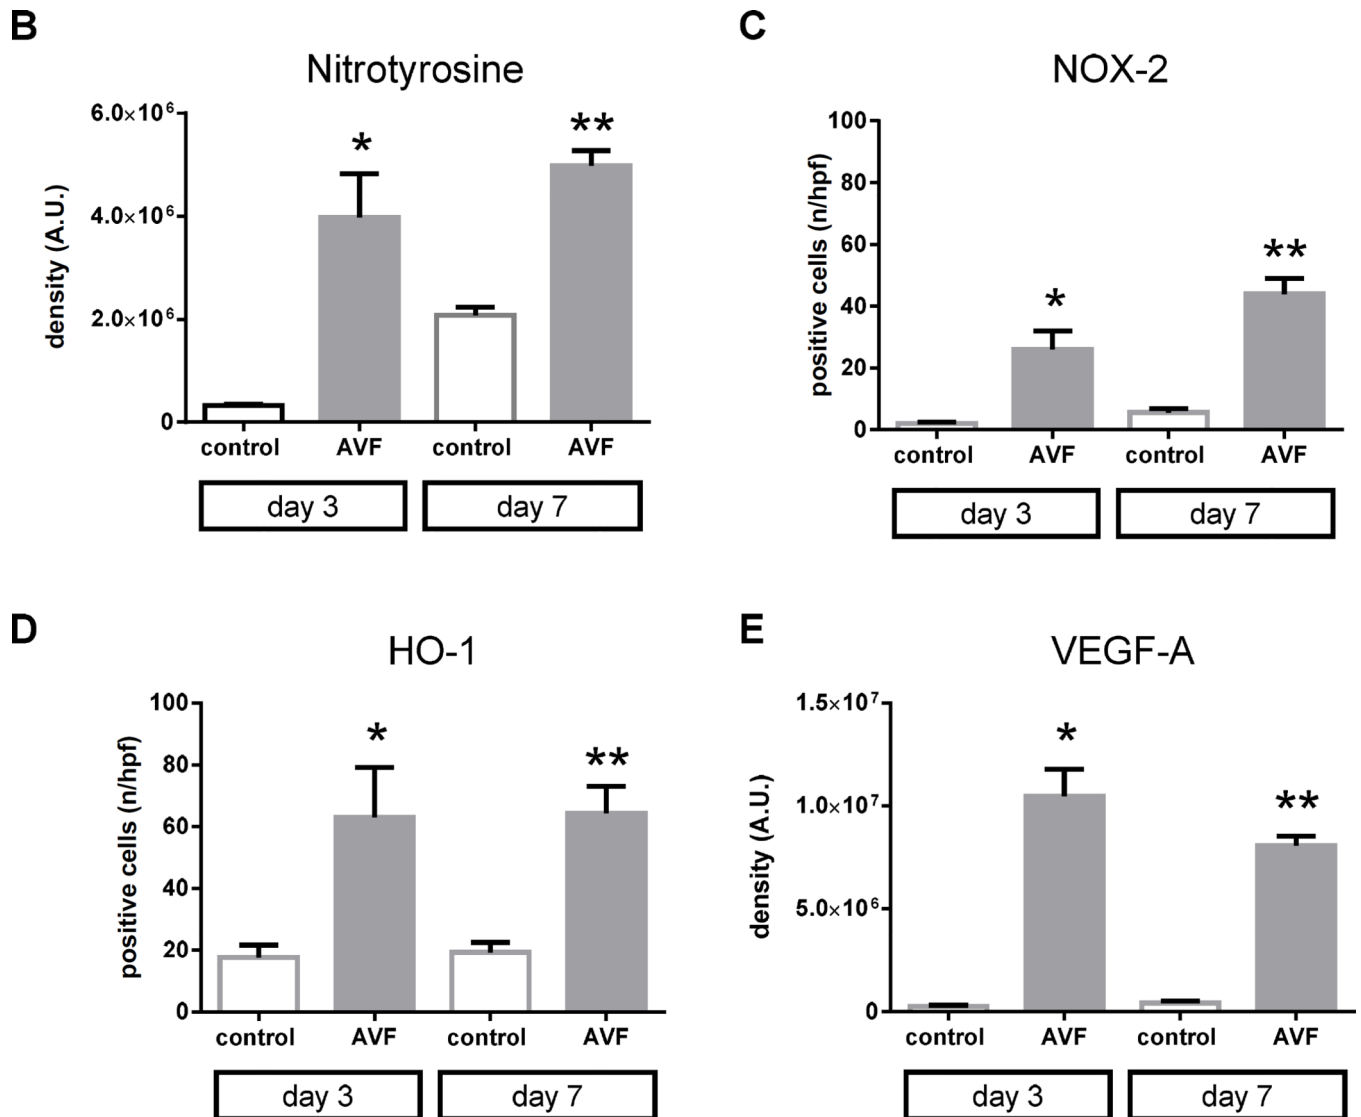 B
Nitrotyrosine
density (A.U.)
6.0×10⁶
4.0×10⁶
2.0×10⁶
0
*
**
control AVF control AVF
day 3 day 7
C
NOX-2
positive cells (n/hpf)
100
80
60
40
20
0
*
**
control AVF control AVF
day 3 day 7
D
HO-1
positive cells (n/hpf)
100
80
60
40
20
0
*
**
control AVF control AVF
day 3 day 7
E
VEGF-A
density (A.U.)
1.5×10⁷
1.0×10⁷
5.0×10⁶
0
*
**
control AVF control AVF
day 3 day 7